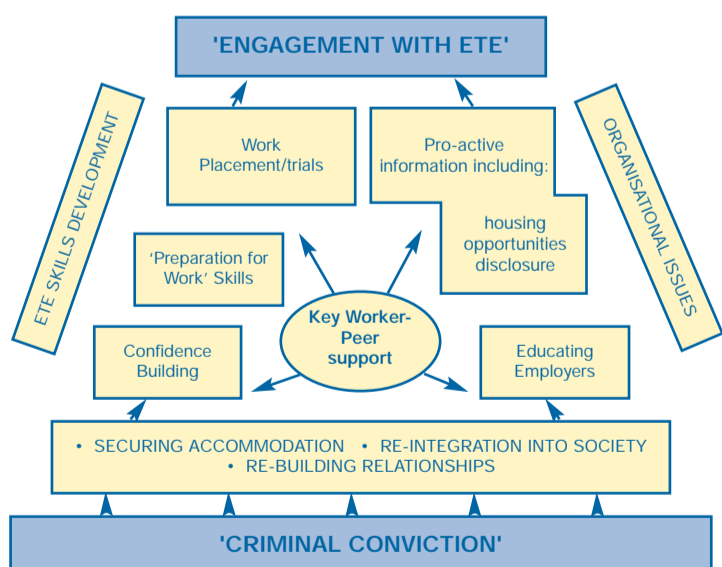 'ENGAGEMENT WITH ETE'
ETE SKILLS DEVELOPMENT
Work
Placement/trials
Pro-active
information including:
housing
opportunities
disclosure
ORGANISATIONAL ISSUES
'Preparation for
Work' Skills
Key Worker-
Peer
support
Confidence
Building
Educating
Employers
• SECURING ACCOMMODATION • RE-INTEGRATION INTO SOCIETY
• RE-BUILDING RELATIONSHIPS
'CRIMINAL CONVICTION'